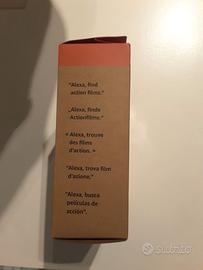 "Alexa, find
action films."
„Alexa, finde
Actionfilme."
« Alexa, trouve
des films
d'action. »
"Alexa, trova film
d'azione."
"Alexa, busca
películas de
acción".
subito